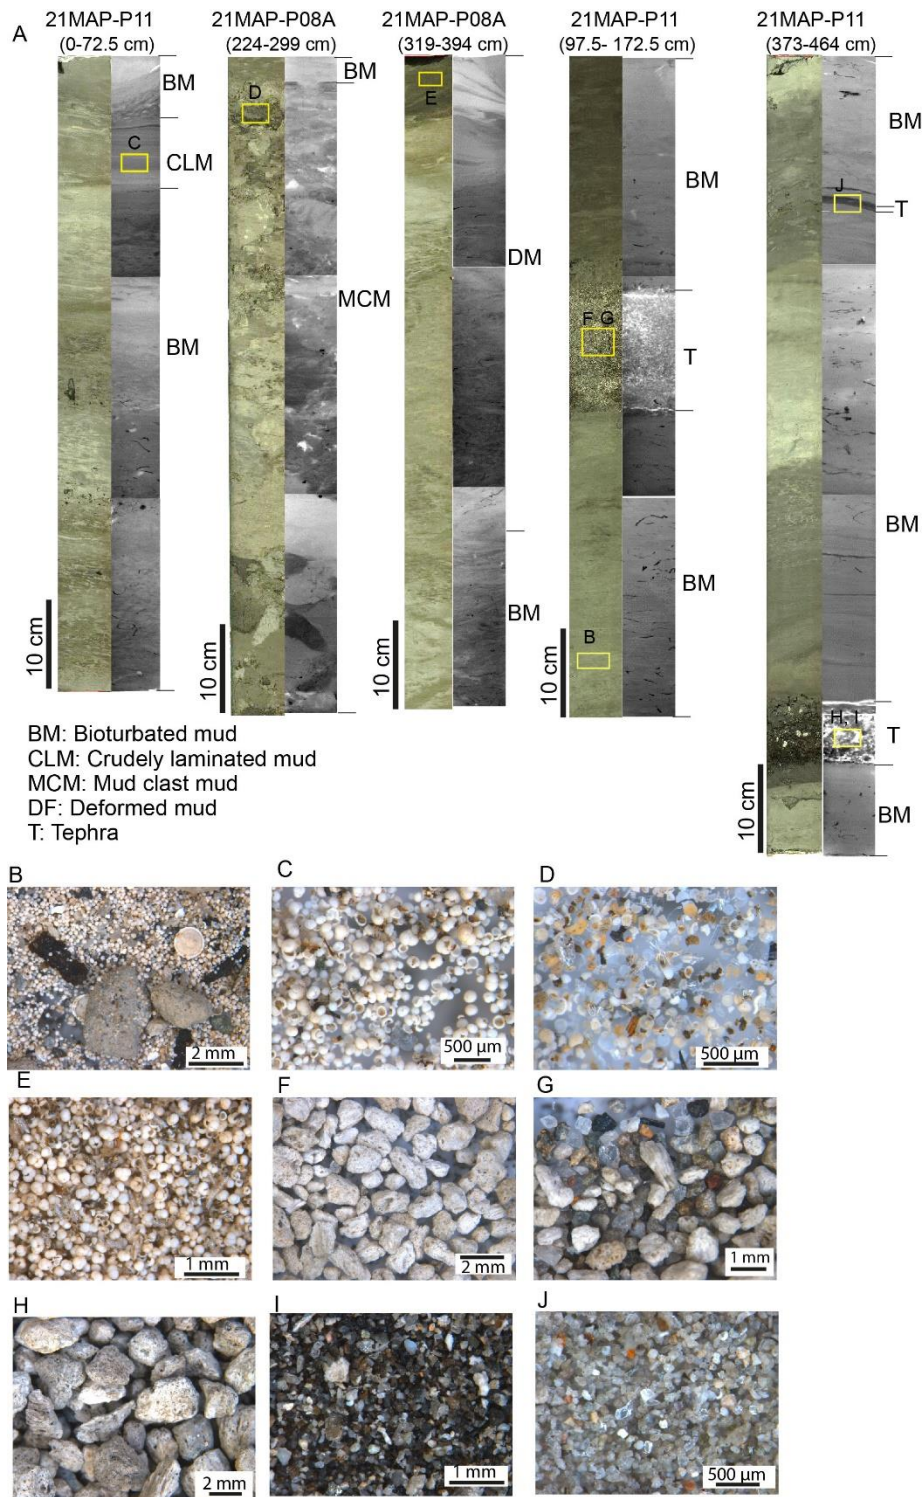 A
21MAP-P11
(0-72.5 cm)
21MAP-P08A
(224-299 cm)
21MAP-P08A
(319-394 cm)
21MAP-P11
(97.5- 172.5 cm)
21MAP-P11
(373-464 cm)
BM
C
CLM
BM
10 cm
BM
D
MCM
10 cm
E
DM
BM
10 cm
BM
F G
T
BM
B
10 cm
BM
J
T
BM
H, I
T
BM
10 cm
BM: Bioturbated mud
CLM: Crudely laminated mud
MCM: Mud clast mud
DF: Deformed mud
T: Tephra
B
2 mm
C
500 µm
D
500 µm
E
1 mm
F
2 mm
G
1 mm
H
2 mm
I
1 mm
J
500 µm